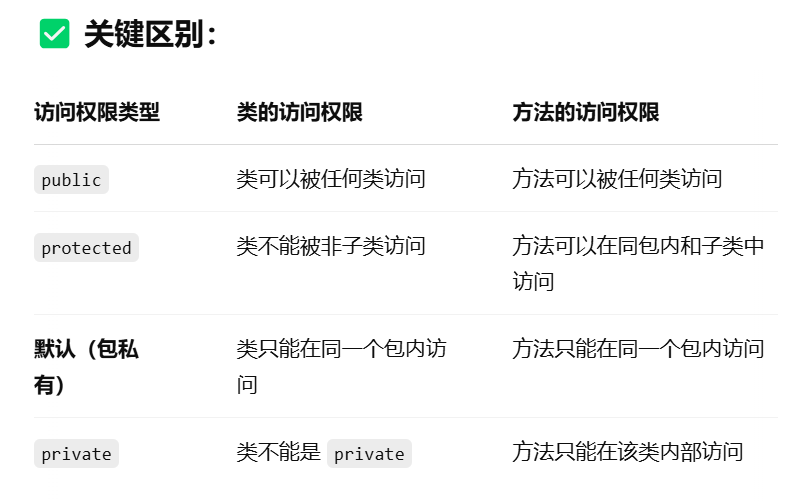 ✅ 关键区别：
访问权限类型 类的访问权限 方法的访问权限
public 类可以被任何类访问 方法可以被任何类访问
protected 类不能被非子类访问 方法可以在同包内和子类中
访问
默认（包私 类只能在同一个包内访 方法只能在同一个包内访问
有） 问
private 类不能是 private 方法只能在该类内部访问